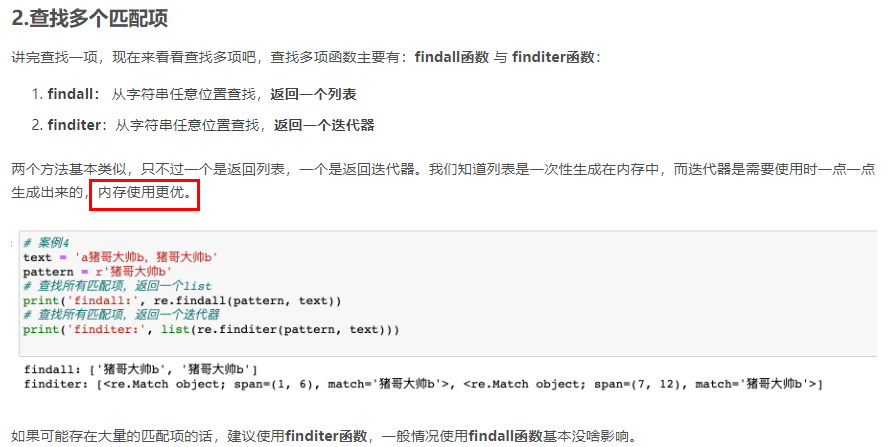 2.查找多个匹配项
讲完查找一项，现在来看看查找多项吧，查找多项函数主要有：findall函数 与 finditer函数：
1. findall： 从字符串任意位置查找，返回一个列表
2. finditer：从字符串任意位置查找，返回一个迭代器
两个方法基本类似，只不过一个是返回列表，一个是返回迭代器。我们知道列表是一次性生成在内存中，而迭代器是需要使用时一点一点
生成出来的，内存使用更优。
# 案例4
text = 'a猪哥大帅b，猪哥大帅b'
pattern = r'猪哥大帅b'
# 查找所有匹配项，返回一个list
print('findall:', re.findall(pattern, text))
# 查找所有匹配项，返回一个迭代器
print('finditer:', list(re.finditer(pattern, text)))
findall: ['猪哥大帅b', '猪哥大帅b']
finditer: [<re.Match object; span=(1, 6), match='猪哥大帅b'>, <re.Match object; span=(7, 12), match='猪哥大帅b'>]
如果可能存在大量的匹配项的话，建议使用finditer函数，一般情况使用findall函数基本没啥影响。